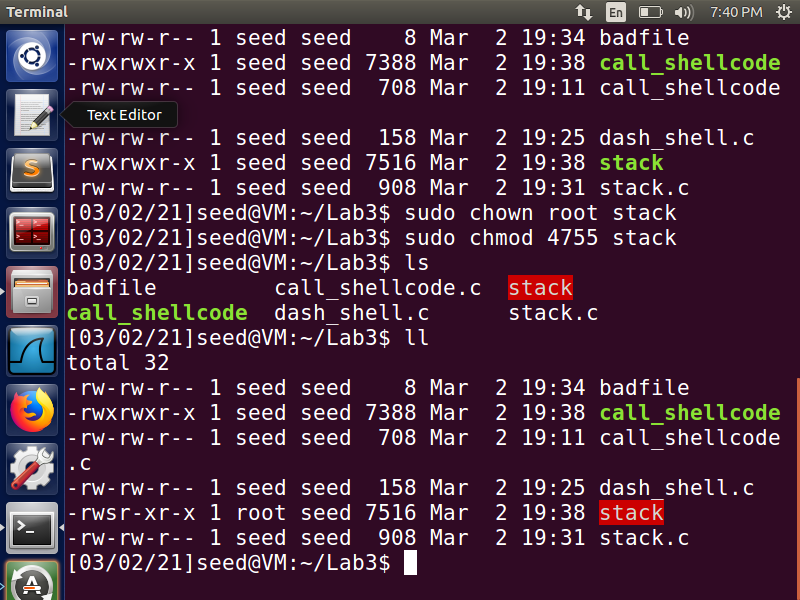 Terminal
En
7:40 PM
-rw-rw-r-- 1 seed seed    8 Mar  2 19:34 badfile
-rwxrwxr-x 1 seed seed 7388 Mar  2 19:38 call_shellcode
-rw-rw-r-- 1 seed seed  708 Mar  2 19:11 call_shellcode
Text Editor
-rw-rw-r-- 1 seed seed  158 Mar  2 19:25 dash_shell.c
-rwxrwxr-x 1 seed seed 7516 Mar  2 19:38 stack
-rw-rw-r-- 1 seed seed  908 Mar  2 19:31 stack.c
[03/02/21]seed@VM:~/Lab3$ sudo chown root stack
[03/02/21]seed@VM:~/Lab3$ sudo chmod 4755 stack
[03/02/21]seed@VM:~/Lab3$ ls
badfile         call_shellcode.c  stack
call_shellcode  dash_shell.c      stack.c
[03/02/21]seed@VM:~/Lab3$ ll
total 32
-rw-rw-r-- 1 seed seed    8 Mar  2 19:34 badfile
-rwxrwxr-x 1 seed seed 7388 Mar  2 19:38 call_shellcode
-rw-rw-r-- 1 seed seed  708 Mar  2 19:11 call_shellcode
.c
-rw-rw-r-- 1 seed seed  158 Mar  2 19:25 dash_shell.c
-rwsr-xr-x 1 root seed 7516 Mar  2 19:38 stack
-rw-rw-r-- 1 seed seed  908 Mar  2 19:31 stack.c
[03/02/21]seed@VM:~/Lab3$